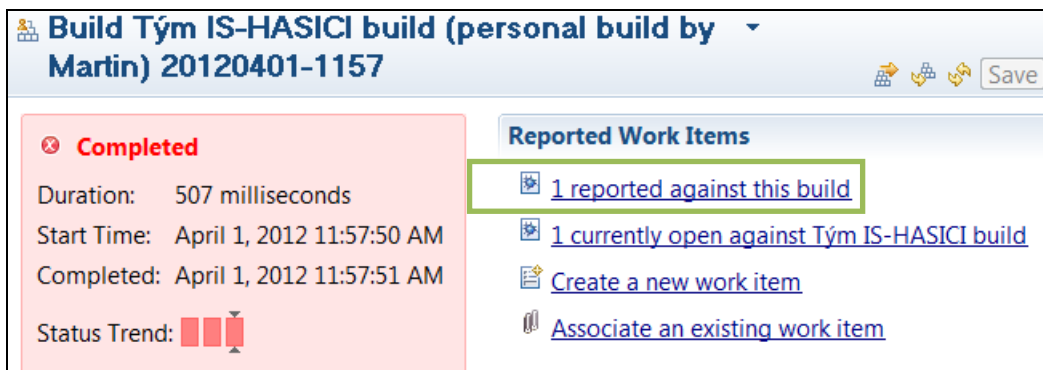 Build Tým IS-HASICI build (personal build by
Martin) 20120401-1157
Save
Completed
Duration: 507 milliseconds
Start Time: April 1, 2012 11:57:50 AM
Completed: April 1, 2012 11:57:51 AM
Status Trend:
Reported Work Items
1 reported against this build
1 currently open against Tým IS-HASICI build
Create a new work item
Associate an existing work item